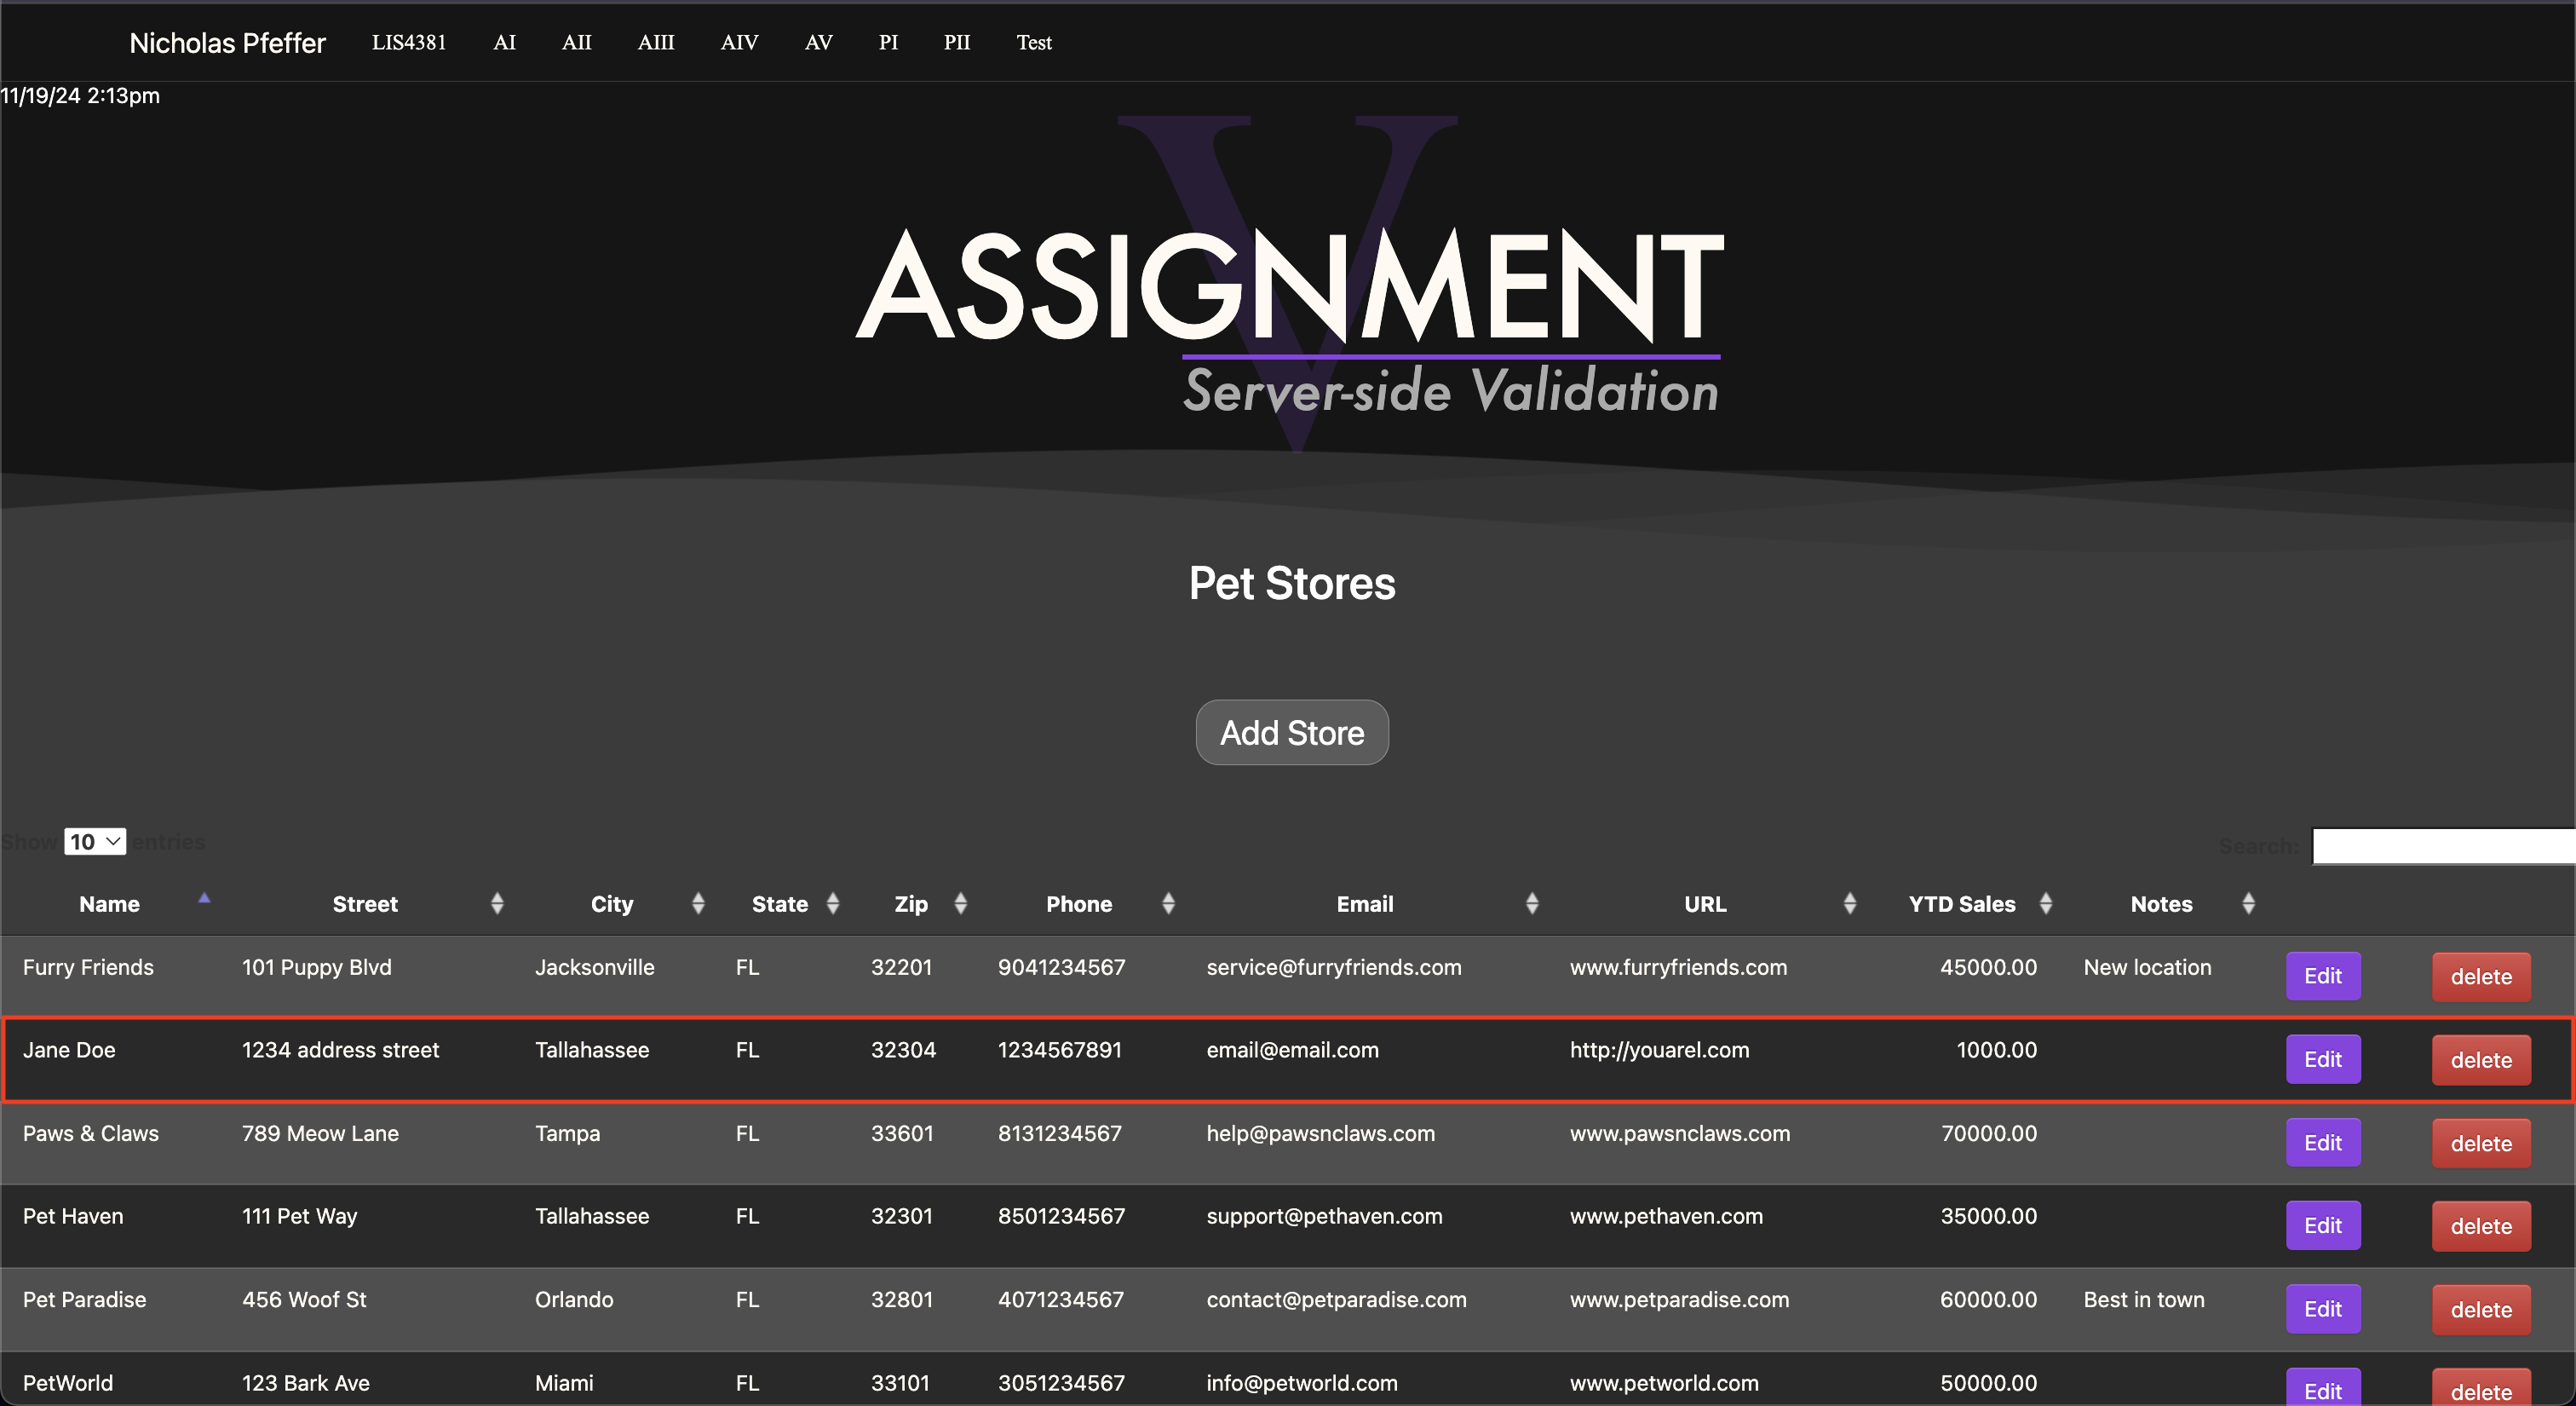 Nicholas Pfeffer LIS4381 AI AII AIII AIV AV PI PII Test
11/19/24 2:13pm
V
ASSIGNMENT
Server-side Validation
Pet Stores
Add Store
Show 10 entries Search:
Name Street City State Zip Phone Email URL YTD Sales Notes
Furry Friends 101 Puppy Blvd Jacksonville FL 32201 9041234567 service@furryfriends.com www.furryfriends.com 45000.00 New location Edit delete
Jane Doe 1234 address street Tallahassee FL 32304 1234567891 email@email.com http://youarel.com 1000.00 Edit delete
Paws & Claws 789 Meow Lane Tampa FL 33601 8131234567 help@pawsnclaws.com www.pawsnclaws.com 70000.00 Edit delete
Pet Haven 111 Pet Way Tallahassee FL 32301 8501234567 support@pethaven.com www.pethaven.com 35000.00 Edit delete
Pet Paradise 456 Woof St Orlando FL 32801 4071234567 contact@petparadise.com www.petparadise.com 60000.00 Best in town Edit delete
PetWorld 123 Bark Ave Miami FL 33101 3051234567 info@petworld.com www.petworld.com 50000.00 Edit delete